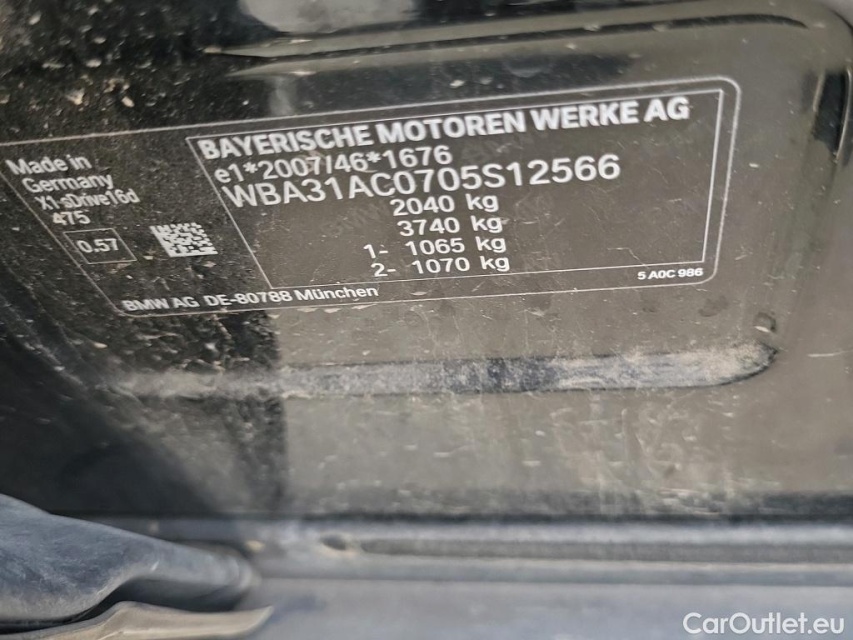 BAYERISCHE MOTOREN WERKE AG
e1*2007/46*1676
WBA31AC0705S12566
2040 kg
3740 kg
1- 1065 kg
2- 1070 kg
Made in
Germany
X1 sDrive16d
475
0.57
5 A0C 986
BMW AG DE-80788 München
CarOutlet.eu